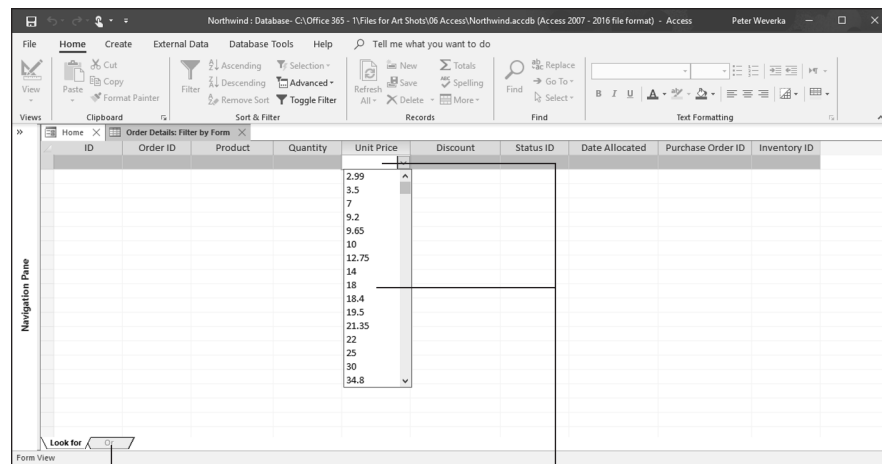 Northwind : Database- C:\Office 365 - 1\Files for Art Shots\06 Access\Northwind.accdb (Access 2007 - 2016 file format) - Access Peter Weverka
File Home Create External Data Database Tools Help Tell me what you want to do
View
Paste
Cut
Copy
Format Painter
Filter
Ascending
Descending
Remove Sort
Selection
Advanced
Toggle Filter
Refresh All
New
Save
Delete
Totals
Spelling
More
Find
Replace
Go To
Select
B I U A
Views Clipboard Sort & Filter Records Find Text Formatting
Home Order Details: Filter by Form
ID Order ID Product Quantity Unit Price Discount Status ID Date Allocated Purchase Order ID Inventory ID
2.99
3.5
7
9.2
9.65
10
12.75
14
18
18.4
19.5
21.35
22
25
30
34.8
Navigation Pane
Look for Or
Form View